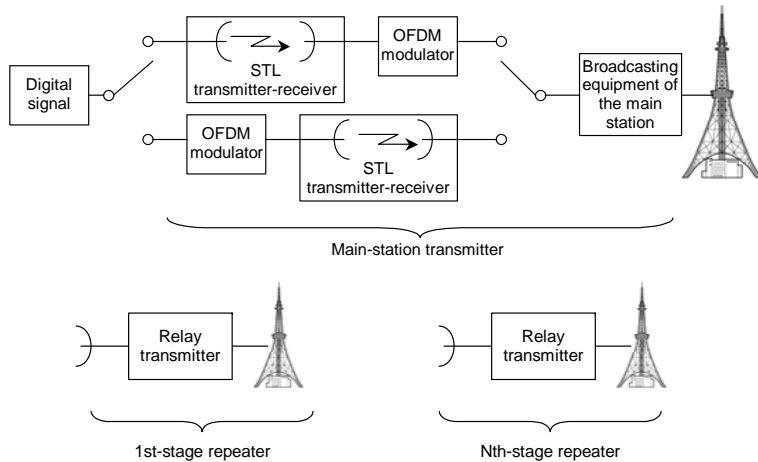 Digital
signal
STL
transmitter-receiver
OFDM
modulator
OFDM
modulator
STL
transmitter-receiver
Broadcasting
equipment of
the main
station
Main-station transmitter
Relay
transmitter
1st-stage repeater
Relay
transmitter
Nth-stage repeater